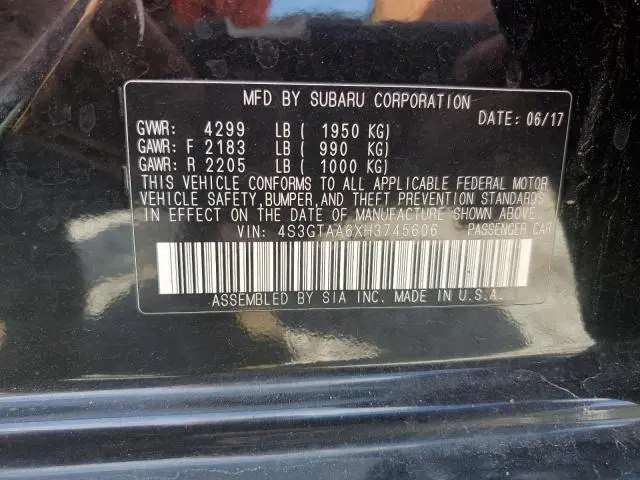 MFD BY SUBARU CORPORATION
DATE: 06/17
GVWR: 4299 LB ( 1950 KG)
GAWR: F 2183 LB ( 990 KG)
GAWR: R 2205 LB ( 1000 KG)
THIS VEHICLE CONFORMS TO ALL APPLICABLE FEDERAL MOTOR
VEHICLE SAFETY,BUMPER,AND THEFT PREVENTION STANDARDS
IN EFFECT ON THE DATE OF MANUFACTURE SHOWN ABOVE.
VIN: 4S3GTAA6XH3745606 PASSENGER CAR
ASSEMBLED BY SIA INC. MADE IN U.S.A.